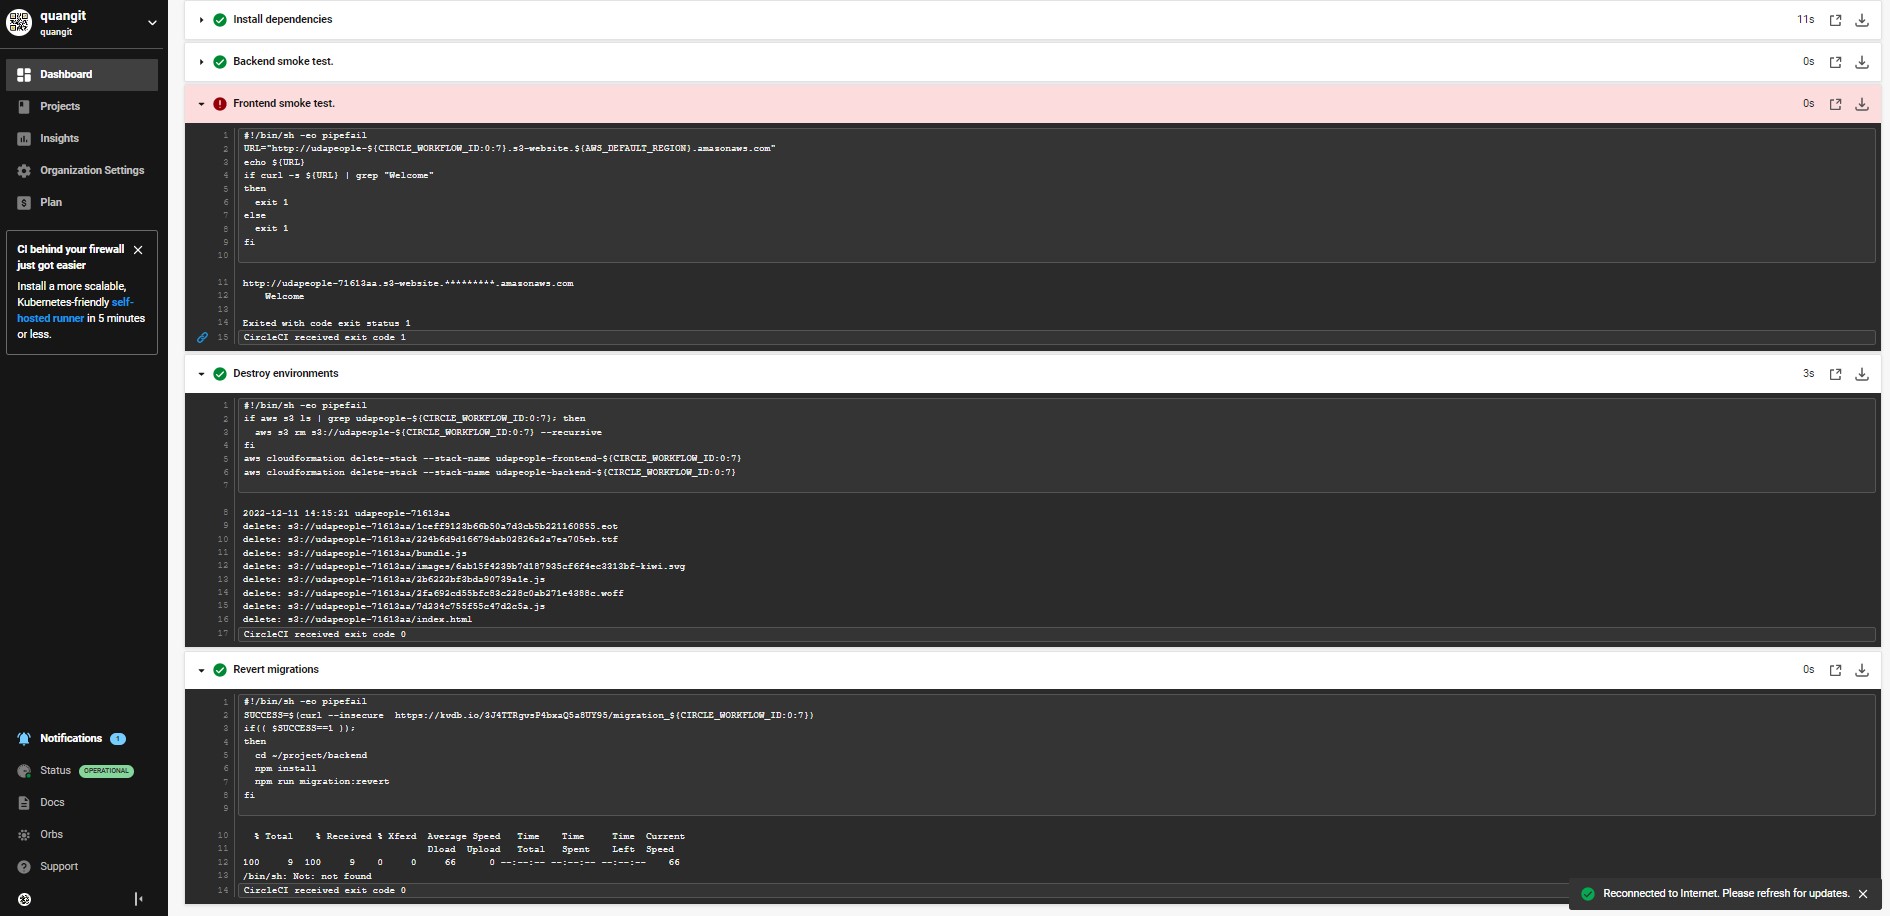 quangit
quangit
Dashboard
Projects
Insights
Organization Settings
Plan
CI behind your firewall
just got easier
Install a more scalable,
Kubernetes-friendly self-
hosted runner in 5 minutes
or less.
Notifications 1
Status OPERATIONAL
Docs
Orbs
Support
Install dependencies 11s
Backend smoke test. 0s
Frontend smoke test. 0s
1 #!/bin/sh -eo pipefail
2 URL="http://udapeople-${CIRCLE_WORKFLOW_ID:0:7}.s3-website.${AWS_DEFAULT_REGION}.amazonaws.com"
3 echo ${URL}
4 if curl -s ${URL} | grep "Welcome"
5 then
6 exit 1
7 else
8 exit 1
9 fi
10
11 http://udapeople-71613aa.s3-website.*********.amazonaws.com
12 Welcome
13
14 Exited with code exit status 1
15 CircleCI received exit code 1
Destroy environments 3s
1 #!/bin/sh -eo pipefail
2 if aws s3 ls | grep udapeople-${CIRCLE_WORKFLOW_ID:0:7}; then
3 aws s3 rm s3://udapeople-${CIRCLE_WORKFLOW_ID:0:7} --recursive
4 fi
5 aws cloudformation delete-stack --stack-name udapeople-frontend-${CIRCLE_WORKFLOW_ID:0:7}
6 aws cloudformation delete-stack --stack-name udapeople-backend-${CIRCLE_WORKFLOW_ID:0:7}
7
8 2022-12-11 14:15:21 udapeople-71613aa
9 delete: s3://udapeople-71613aa/1ceff9123b66b50a7d3cb5b221160855.eot
10 delete: s3://udapeople-71613aa/224b6d9d16679dab02826a2a7ea705eb.ttf
11 delete: s3://udapeople-71613aa/bundle.js
12 delete: s3://udapeople-71613aa/images/6ab15f4239b7d187935cf6f4ec3313bf-kiwi.svg
13 delete: s3://udapeople-71613aa/2b6222bf3bda90739a1e.js
14 delete: s3://udapeople-71613aa/2fa692cd55bfc83c228c0ab271e4388c.woff
15 delete: s3://udapeople-71613aa/7d234c755f55c47d2c5a.js
16 delete: s3://udapeople-71613aa/index.html
17 CircleCI received exit code 0
Revert migrations 0s
1 #!/bin/sh -eo pipefail
2 SUCCESS=$(curl --insecure https://kvdb.io/3J4TTRgvsP4bxaQ5a8UY95/migration_${CIRCLE_WORKFLOW_ID:0:7})
3 if(( $SUCCESS==1 ));
4 then
5 cd ~/project/backend
6 npm install
7 npm run migration:revert
8 fi
9
10 % Total % Received % Xferd Average Speed Time Time Time Current
11 Dload Upload Total Spent Left Speed
12 100 9 100 9 0 0 66 0 --:--:-- --:--:-- --:--:-- 66
13 /bin/sh: Not: not found
14 CircleCI received exit code 0
Reconnected to Internet. Please refresh for updates.